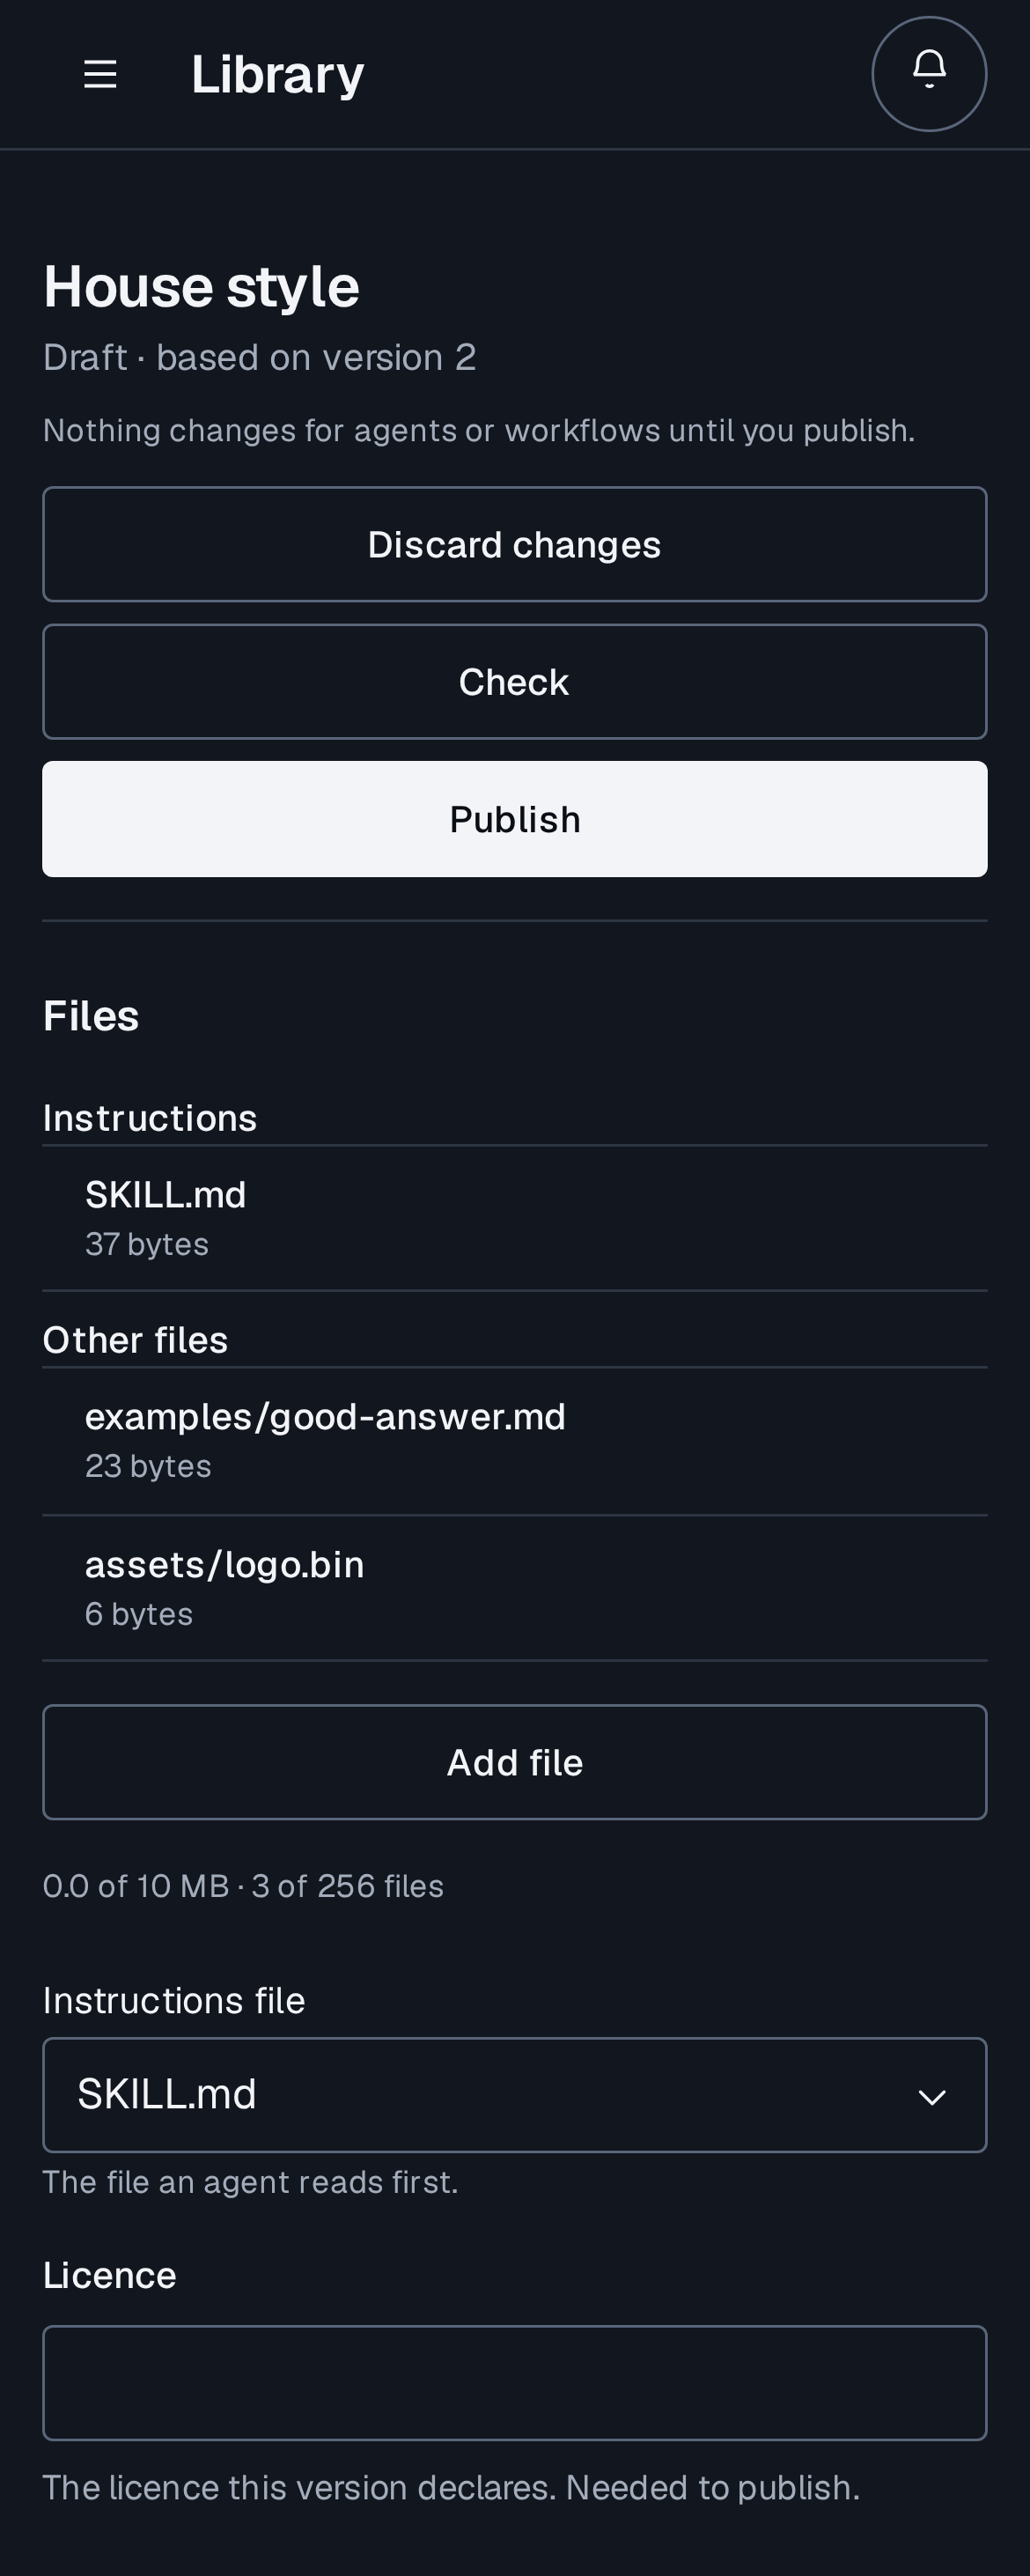 Library
House style
Draft · based on version 2
Nothing changes for agents or workflows until you publish.
Discard changes
Check
Publish
Files
Instructions
SKILL.md
37 bytes
Other files
examples/good-answer.md
23 bytes
assets/logo.bin
6 bytes
Add file
0.0 of 10 MB · 3 of 256 files
Instructions file
SKILL.md
The file an agent reads first.
Licence
The licence this version declares. Needed to publish.